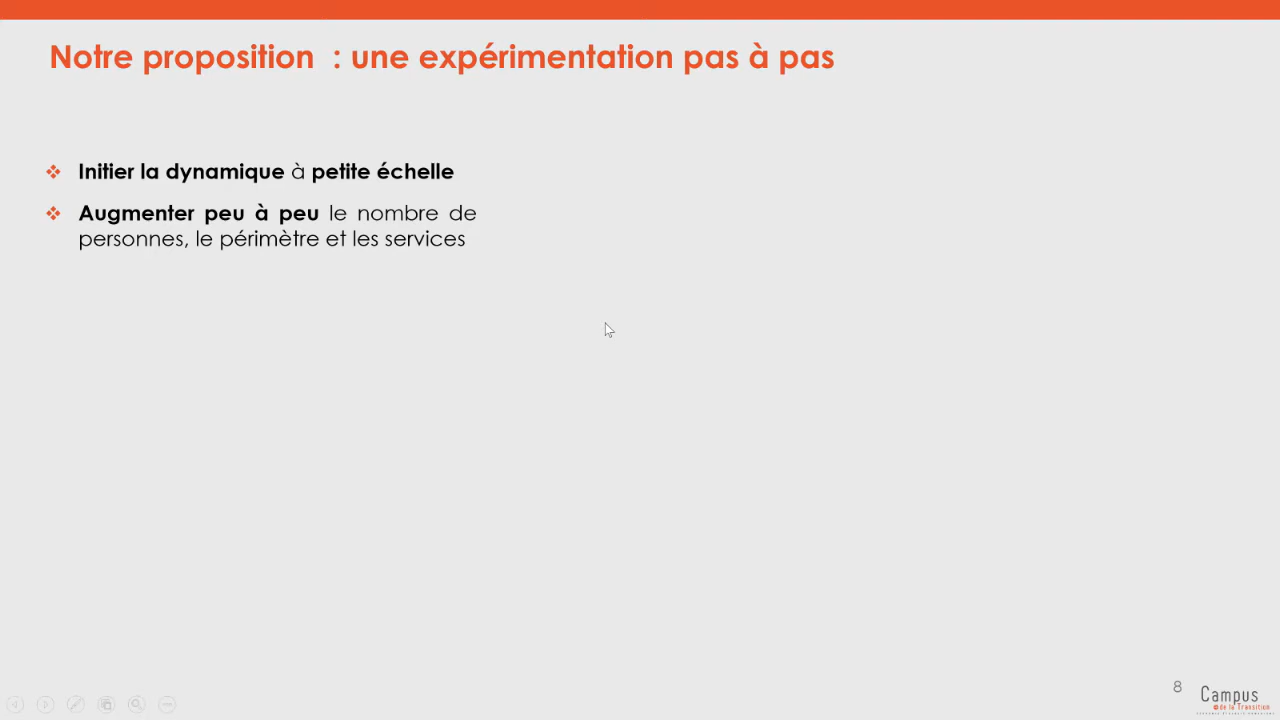 Notre proposition : une expérimentation pas à pas
Initier la dynamique à petite échelle
Augmenter peu à peu le nombre de
personnes, le périmètre et les services
8
Campus
de la Transition